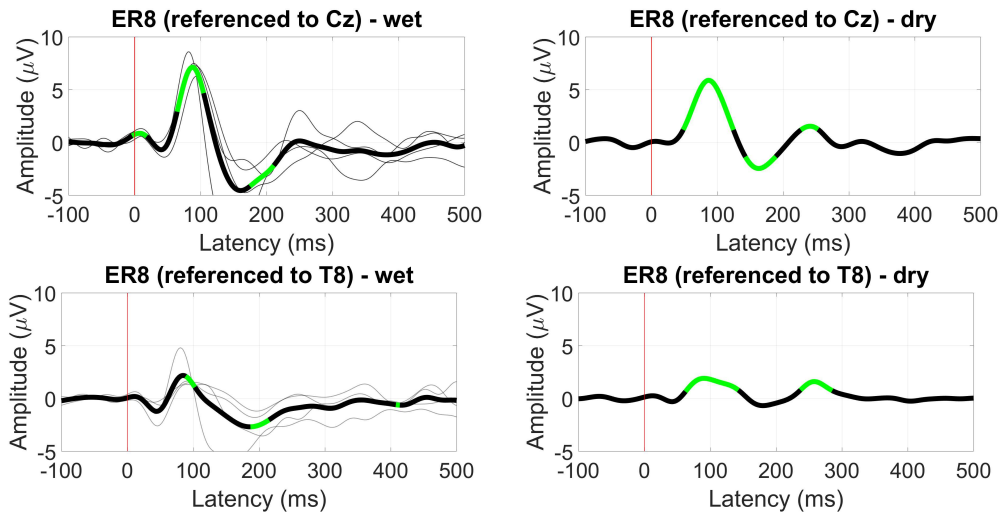 ER8 (referenced to Cz) - wet
10
5
0
-5
Amplitude (μV)
-100 0 100 200 300 400 500
Latency (ms)
ER8 (referenced to Cz) - dry
10
5
0
-5
Amplitude (μV)
-100 0 100 200 300 400 500
Latency (ms)
ER8 (referenced to T8) - wet
10
5
0
-5
Amplitude (μV)
-100 0 100 200 300 400 500
Latency (ms)
ER8 (referenced to T8) - dry
10
5
0
-5
Amplitude (μV)
-100 0 100 200 300 400 500
Latency (ms)